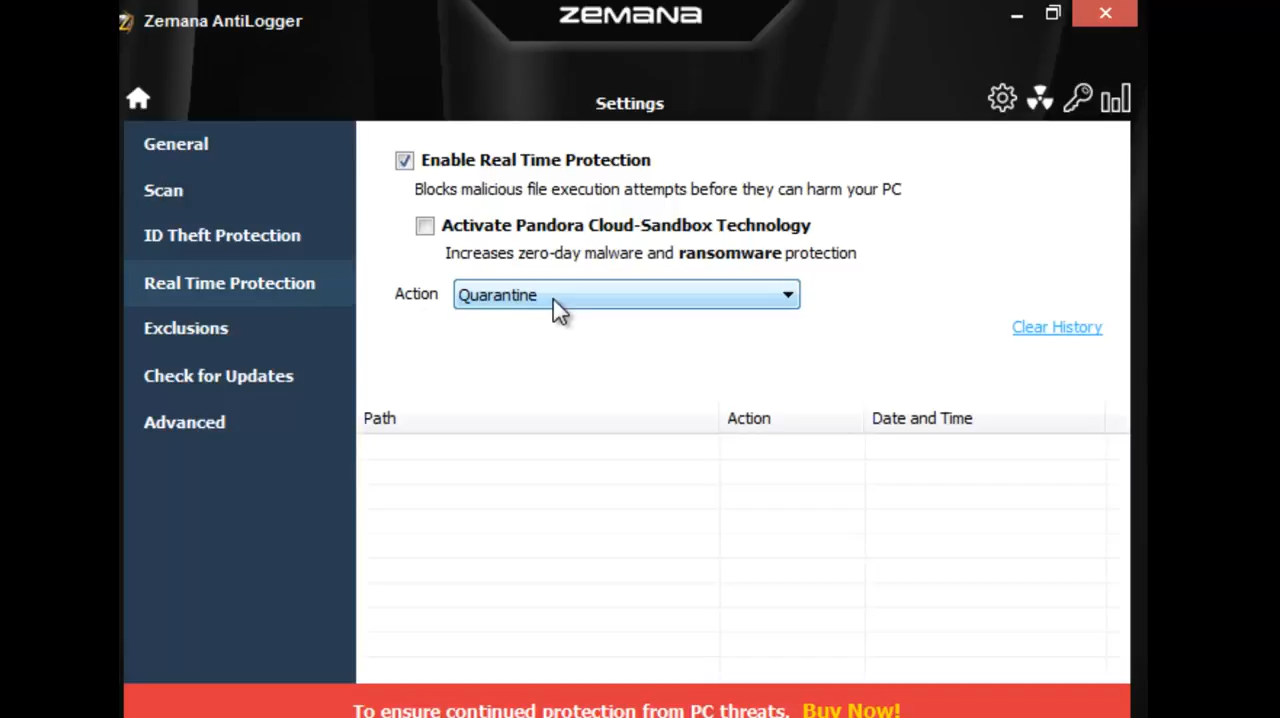 Zemana AntiLogger
ZEMANA
Settings
General
Scan
ID Theft Protection
Real Time Protection
Exclusions
Check for Updates
Advanced
Enable Real Time Protection
Blocks malicious file execution attempts before they can harm your PC
Activate Pandora Cloud-Sandbox Technology
Increases zero-day malware and ransomware protection
Action Quarantine
Clear History
Path Action Date and Time
To ensure continued protection from PC threats. Buy Now!